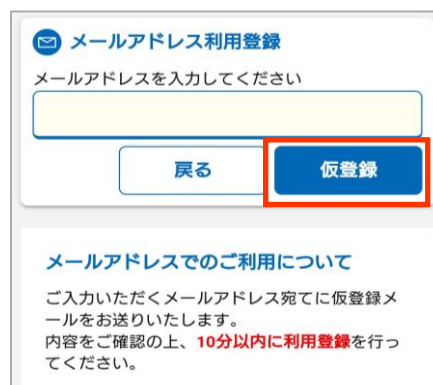 メールアドレス利用登録
メールアドレスを入力してください
戻る
仮登録
メールアドレスでのご利用について
ご入力いただくメールアドレス宛てに仮登録メ
ールをお送りいたします。
内容をご確認の上、10分以内に利用登録を行っ
てください。